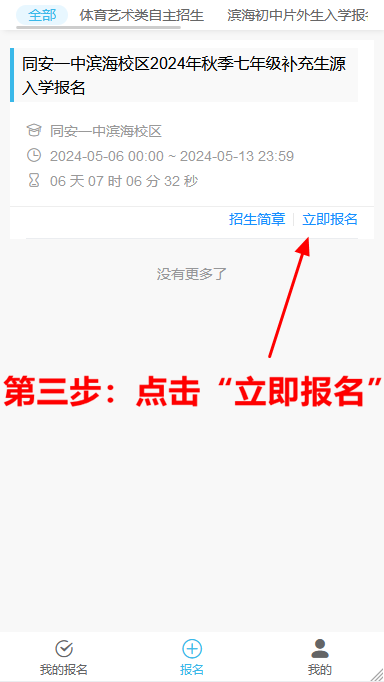 全部 体育艺术类自主招生 滨海初中片外生入学报名
同安一中滨海校区2024年秋季七年级补充生源
入学报名
同安一中滨海校区
2024-05-06 00:00 ~ 2024-05-13 23:59
06 天 07 时 06 分 32 秒
招生简章 立即报名
没有更多了
第三步：点击“立即报名”
我的报名 报名 我的